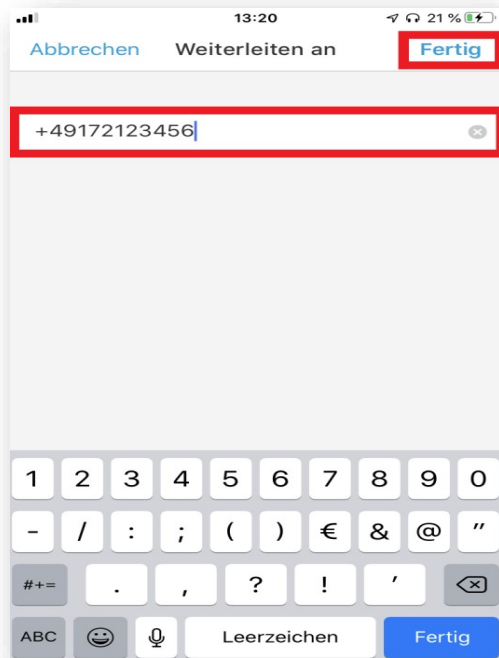 13:20 21 %
Abbrechen Weiterleiten an Fertig
+49172123456
1 2 3 4 5 6 7 8 9 0
- / : ; ( ) € & @ "
#+= . , ? ! '
ABC Leerzeichen Fertig